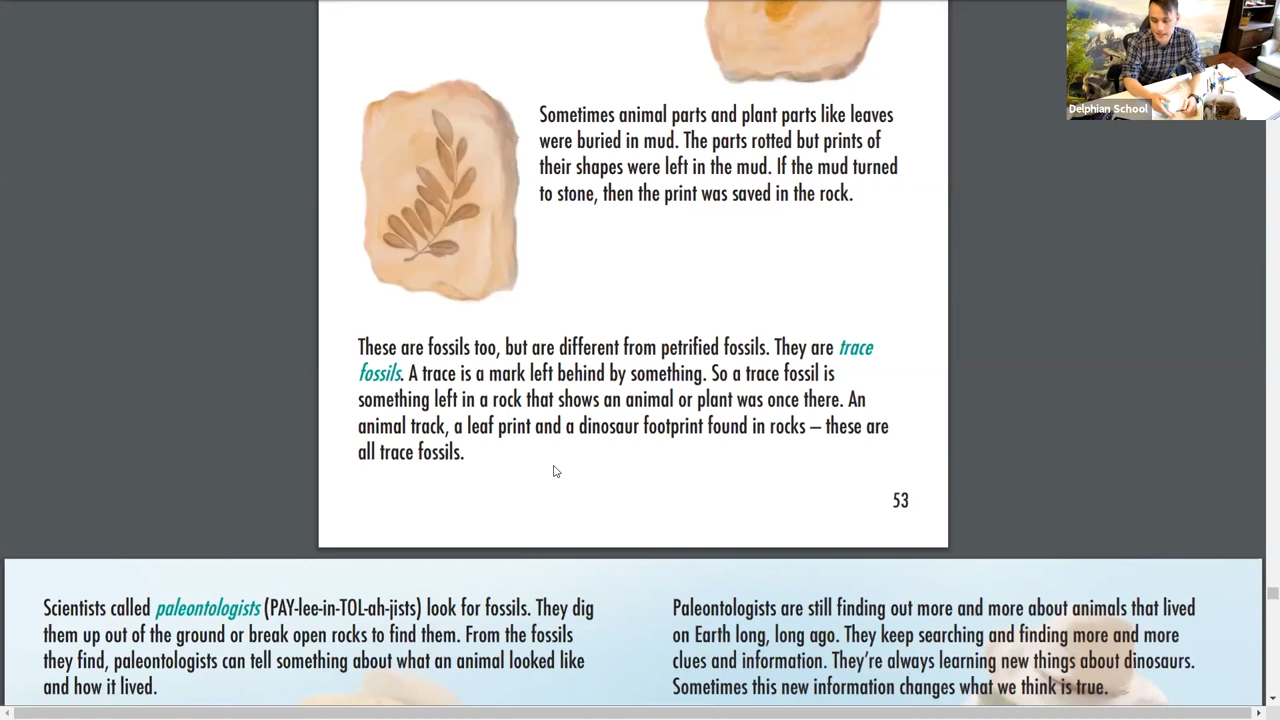 Delphian School
Sometimes animal parts and plant parts like leaves
were buried in mud. The parts rotted but prints of
their shapes were left in the mud. If the mud turned
to stone, then the print was saved in the rock.
These are fossils too, but are different from petrified fossils. They are trace
fossils. A trace is a mark left behind by something. So a trace fossil is
something left in a rock that shows an animal or plant was once there. An
animal track, a leaf print and a dinosaur footprint found in rocks – these are
all trace fossils.
53
Scientists called paleontologists (PAY-lee-in-TOL-ah-jists) look for fossils. They dig
them up out of the ground or break open rocks to find them. From the fossils
they find, paleontologists can tell something about what an animal looked like
and how it lived.
Paleontologists are still finding out more and more about animals that lived
on Earth long, long ago. They keep searching and finding more and more
clues and information. They're always learning new things about dinosaurs.
Sometimes this new information changes what we think is true.